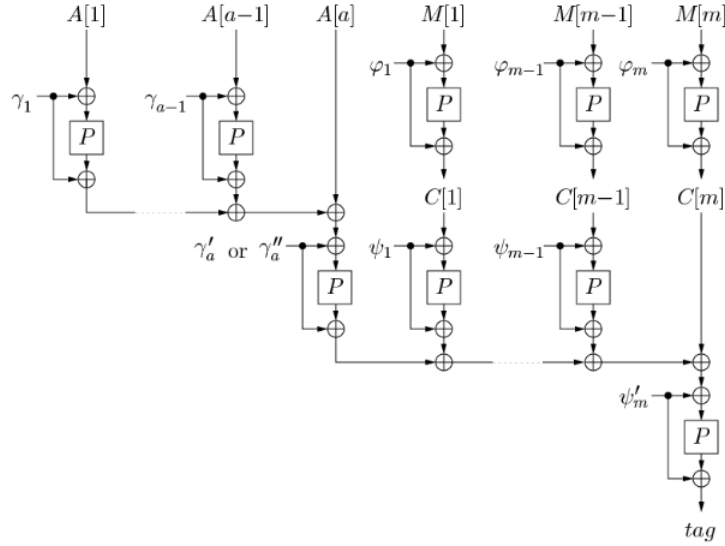 A[1] A[a−1] A[a] M[1] M[m−1] M[m]
φ₁ φₘ₋₁ φₘ
γ₁ γₐ₋₁
P P P P P
C[1] C[m−1] C[m]
γ′ₐ or γ″ₐ ψ₁ ψₘ₋₁
P P P
ψ′ₘ
P
tag